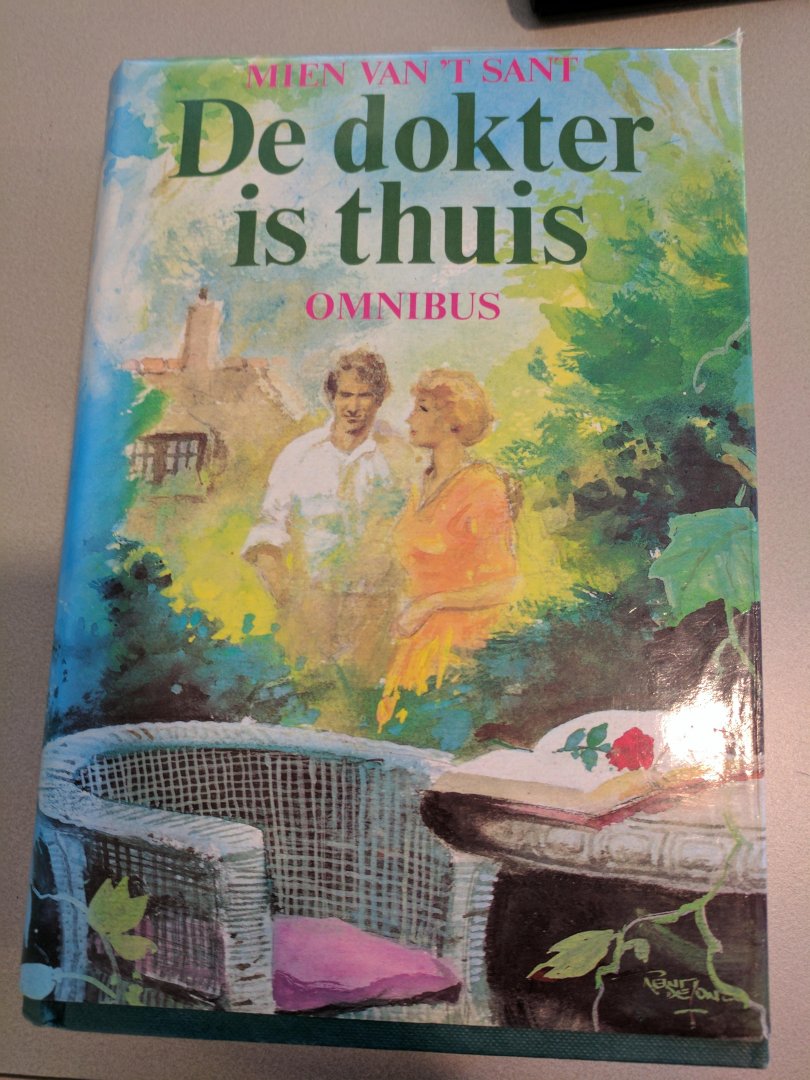 MIEN VAN 'T SANT
De dokter
is thuis
OMNIBUS